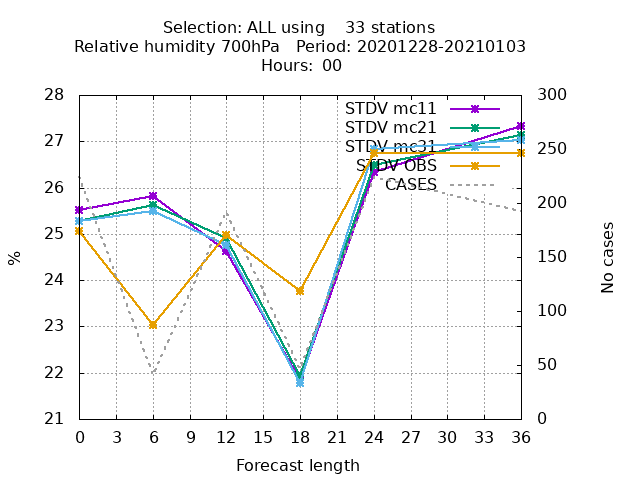 Selection: ALL using    33 stations
Relative humidity 700hPa   Period: 20201228-20210103
Hours: 00
28 300
STDV mc11
STDV mc21
27 250
STDV mc31
STDV OBS
26 CASES 200
25
%
No cases
24 150
23 100
22 50
21 0
0 3 6 9 12 15 18 21 24 27 30 33 36
Forecast length